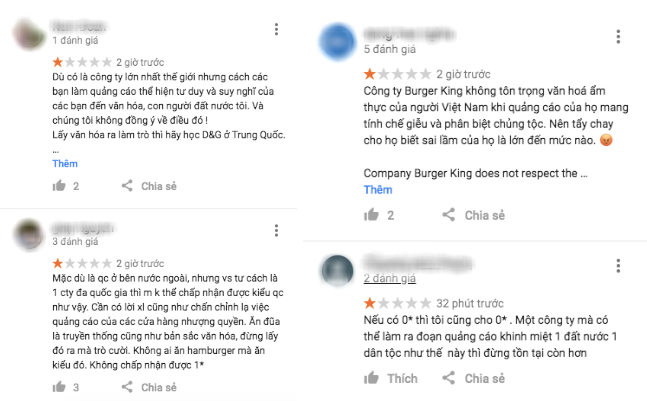 1 đánh giá
2 giờ trước
Dù có là công ty lớn nhất thế giới nhưng cách các
bạn làm quảng cáo thể hiện tư duy và suy nghĩ của
các bạn đến văn hóa, con người đất nước tôi. Và
chúng tôi không đồng ý về điều đó !
Lấy văn hóa ra làm trò thì hãy học D&G ở Trung Quốc.
...
Thêm
2 Chia sẻ
3 đánh giá
2 giờ trước
Mặc dù là qc ở bên nước ngoài, nhưng vs tư cách là
1 cty đa quốc gia thì m k thể chấp nhận được kiểu qc
như vậy. Cần có lời xl cũng như chấn chỉnh lạ việc
quảng cáo của các cửa hàng nhượng quyền. Ăn đũa
là truyền thống cũng như bản sắc văn hóa, đừng lấy
đó ra mà trò cười. Không ai ăn hamburger mà ăn
kiểu đó. Không chấp nhận được 1*
3 Chia sẻ
5 đánh giá
2 giờ trước
Công ty Burger King không tôn trọng văn hoá ẩm
thực của người Việt Nam khi quảng cáo của họ mang
tính chế giễu và phân biệt chủng tộc. Nên tẩy chay
cho họ biết sai lầm của họ là lớn đến mức nào. 😡
Company Burger King does not respect the ...
Thêm
2 Chia sẻ
2 đánh giá
32 phút trước
Nếu có 0* thì tôi cũng cho 0* . Một công ty mà có
thể làm ra đoạn quảng cáo khinh miệt 1 đất nước 1
dân tộc như thế này thì đừng tồn tại còn hơn
Thích Chia sẻ